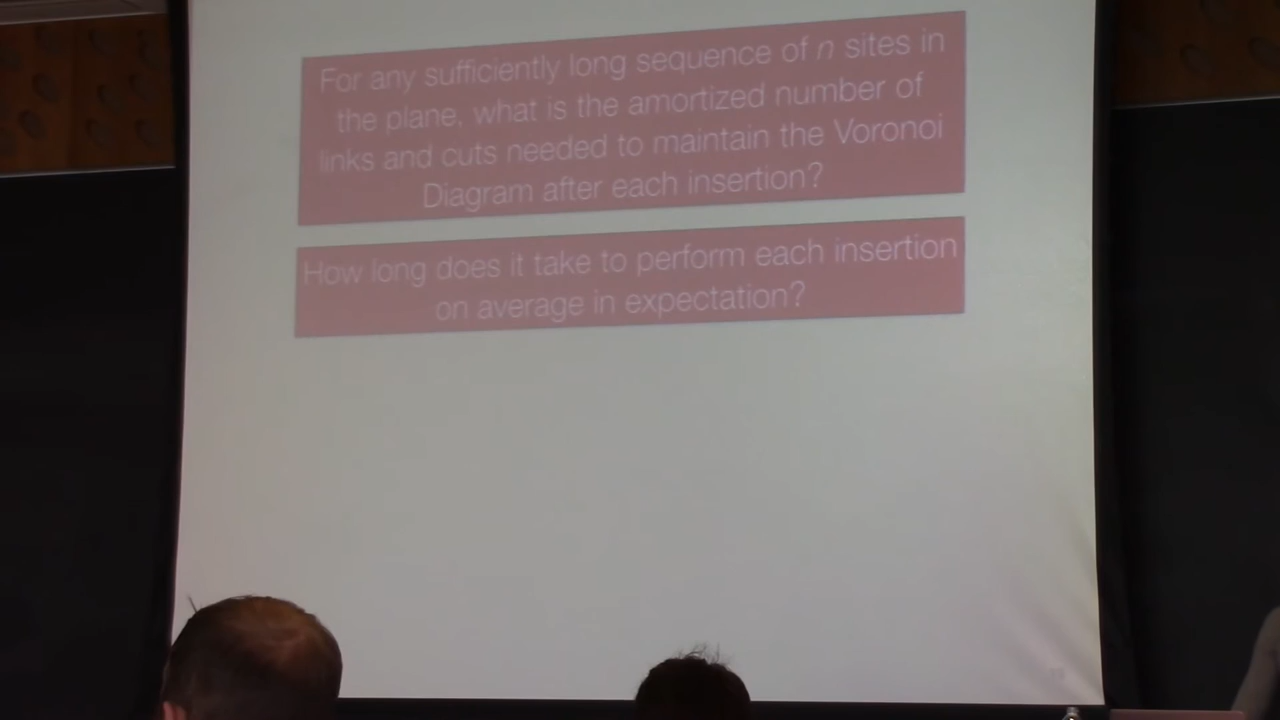 For any sufficiently long sequence of n sites in
the plane, what is the amortized number of
links and cuts needed to maintain the Voronoi
Diagram after each insertion?
How long does it take to perform each insertion
on average in expectation?